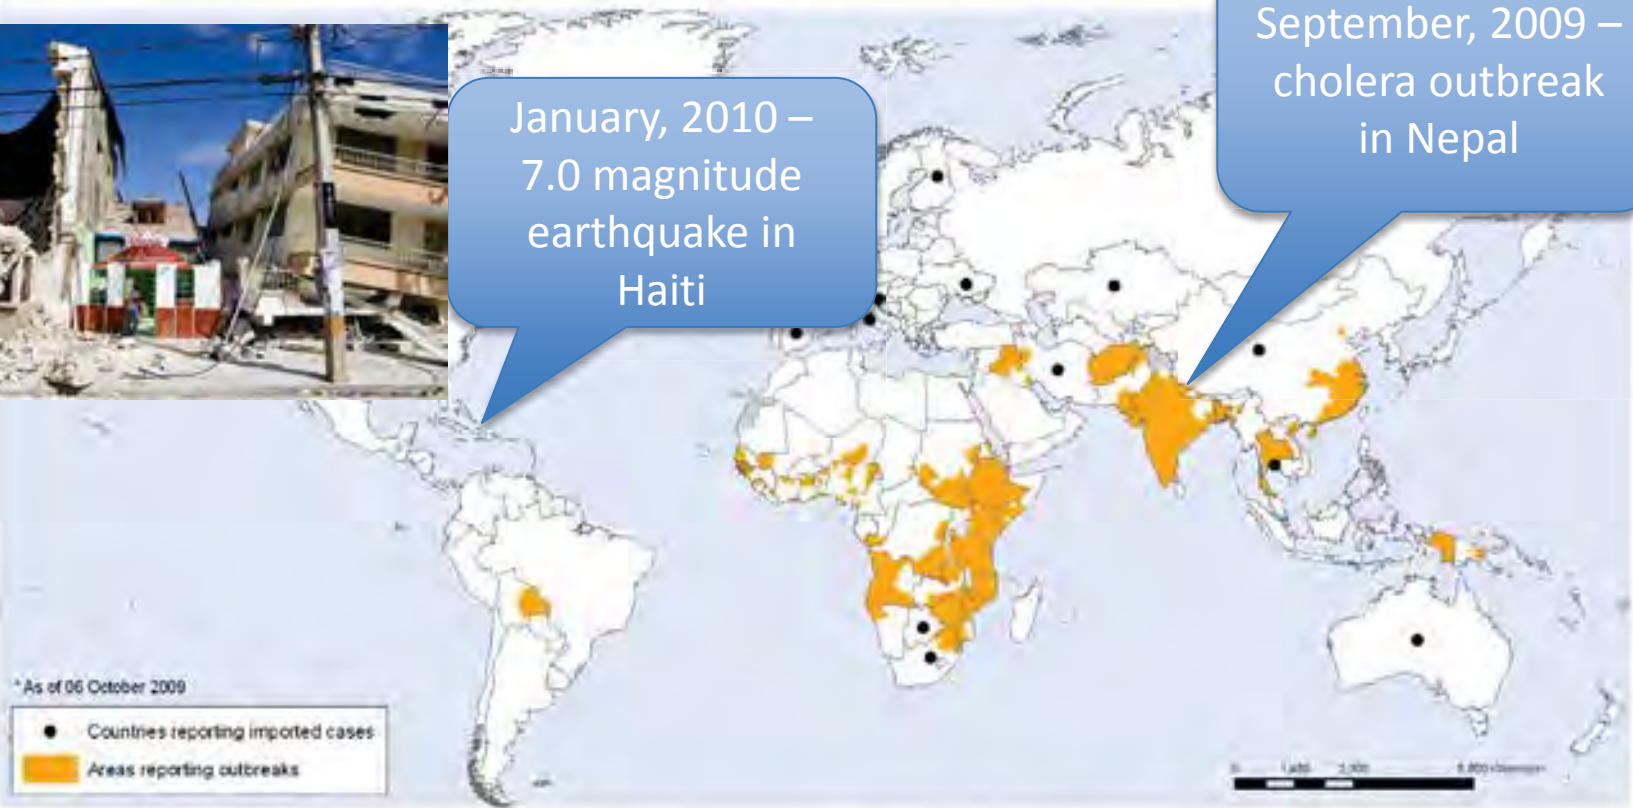 January, 2010 –
7.0 magnitude
earthquake in
Haiti
September, 2009 –
cholera outbreak
in Nepal
* As of 06 October 2009
Countries reporting imported cases
Areas reporting outbreaks
0